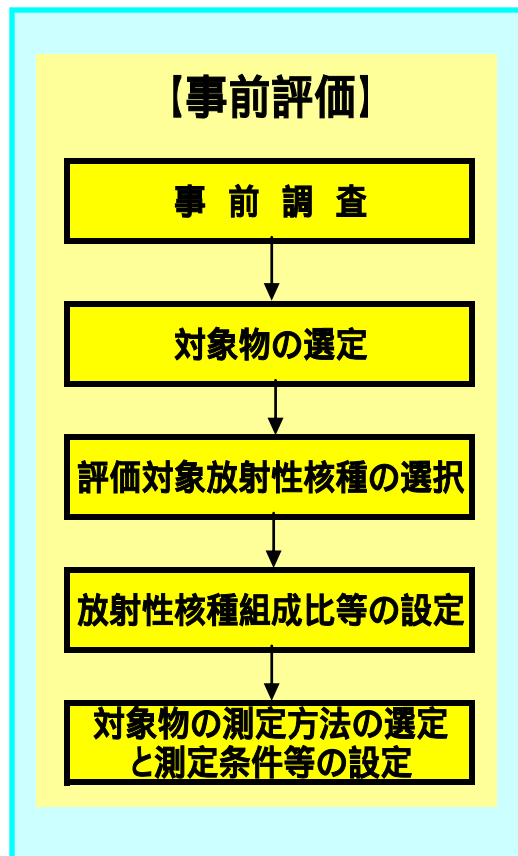 【事前評価】
事 前 調 査
対象物の選定
評価対象放射性核種の選択
放射性核種組成比等の設定
対象物の測定方法の選定
と測定条件等の設定